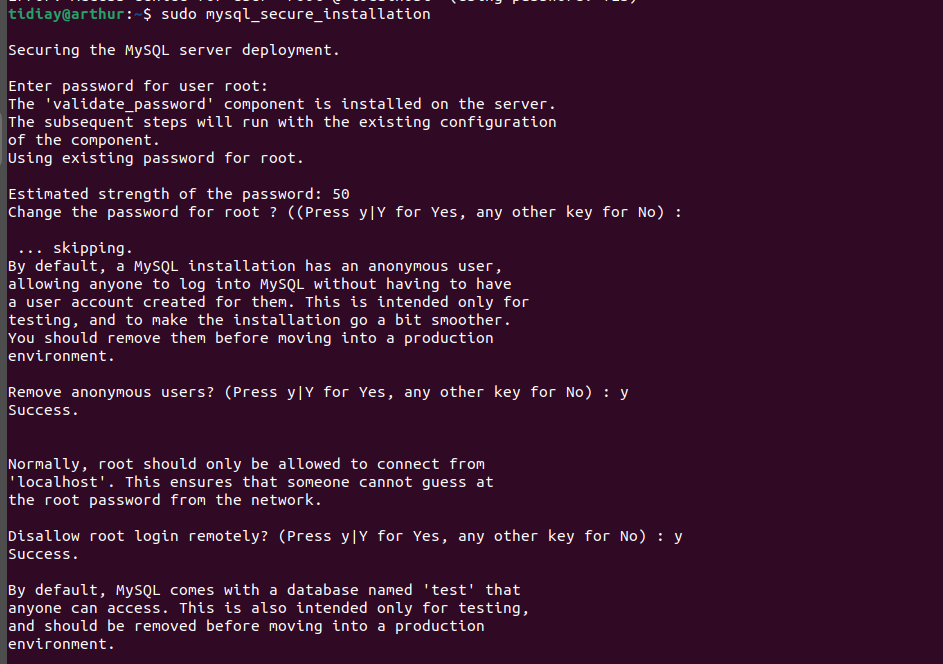 tidiay@arthur:~$ sudo mysql_secure_installation
Securing the MySQL server deployment.
Enter password for user root:
The 'validate_password' component is installed on the server.
The subsequent steps will run with the existing configuration
of the component.
Using existing password for root.
Estimated strength of the password: 50
Change the password for root ? ((Press y|Y for Yes, any other key for No) :
... skipping.
By default, a MySQL installation has an anonymous user,
allowing anyone to log into MySQL without having to have
a user account created for them. This is intended only for
testing, and to make the installation go a bit smoother.
You should remove them before moving into a production
environment.
Remove anonymous users? (Press y|Y for Yes, any other key for No) : y
Success.
Normally, root should only be allowed to connect from
'localhost'. This ensures that someone cannot guess at
the root password from the network.
Disallow root login remotely? (Press y|Y for Yes, any other key for No) : y
Success.
By default, MySQL comes with a database named 'test' that
anyone can access. This is also intended only for testing,
and should be removed before moving into a production
environment.